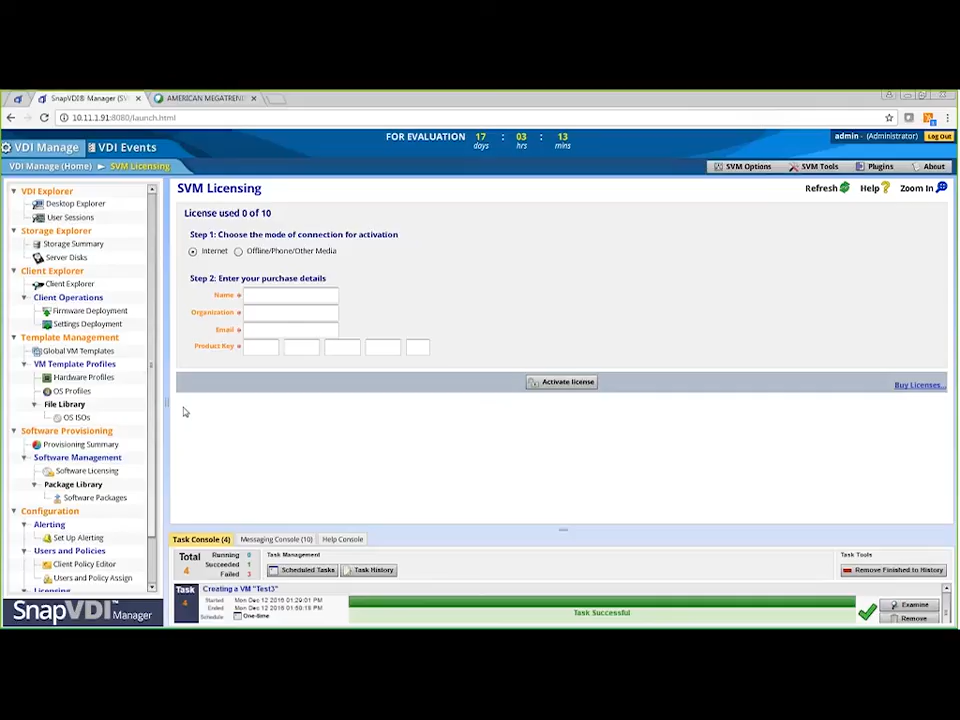 SnapVDI® Manager (SV
AMERICAN MEGATREN
10.11.1.91:8080/launch.html
VDI Manage
VDI Events
FOR EVALUATION 17 : 03 : 13
days hrs mins
admin - (Administrator) Log Out
VDI Manage (Home) SVM Licensing
SVM Options SVM Tools Plugins About
VDI Explorer
Desktop Explorer
User Sessions
Storage Explorer
Storage Summary
Server Disks
Client Explorer
Client Explorer
Client Operations
Firmware Deployment
Settings Deployment
Template Management
Global VM Templates
VM Template Profiles
Hardware Profiles
OS Profiles
File Library
OS ISOs
Software Provisioning
Provisioning Summary
Software Management
Software Licensing
Package Library
Software Packages
Configuration
Alerting
Set Up Alerting
Users and Policies
Client Policy Editor
Users and Policy Assign
Licensing
SnapVDI™ Manager
SVM Licensing
Refresh Help Zoom In
License used 0 of 10
Step 1: Choose the mode of connection for activation
Internet Offline/Phone/Other Media
Step 2: Enter your purchase details
Name
Organization
Email
Product Key
Activate license
Buy Licenses...
Task Console (4) Messaging Console (10) Help Console
Total 4
Running 0
Succeeded 1
Failed 3
Task Management
Scheduled Tasks Task History
Task Tools
Remove Finished to History
Task 4
Creating a VM "Test3"
Started Mon Dec 12 2016 01:29:01 PM
Ended Mon Dec 12 2016 01:50:18 PM
Schedule: One-time
Task Successful
Examine
Remove